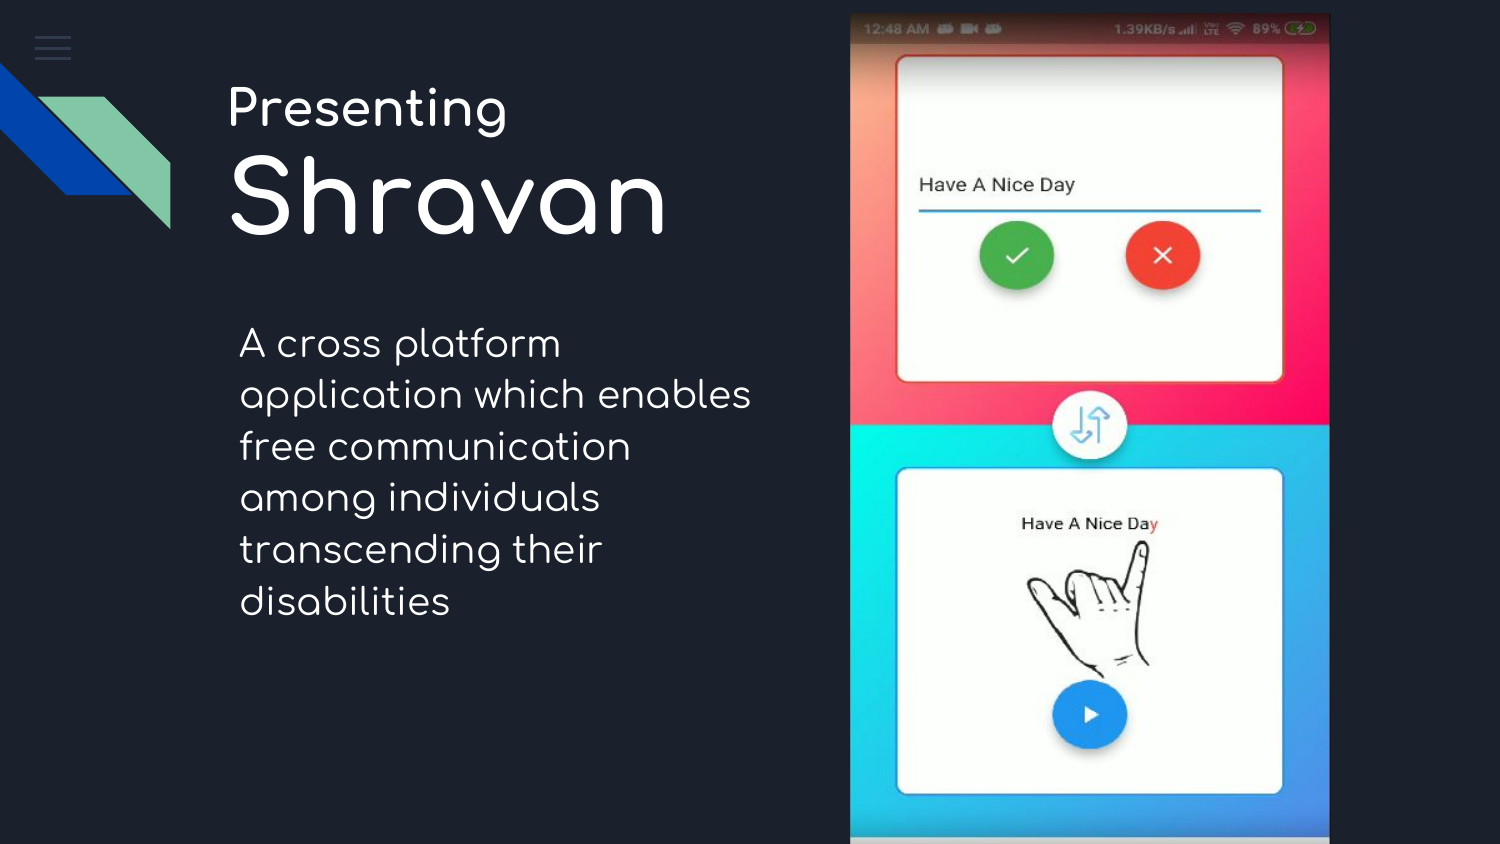 Presenting
Shravan
A cross platform
application which enables
free communication
among individuals
transcending their
disabilities
12:48 AM 1.39KB/s VoLTE 89%
Have A Nice Day
Have A Nice Day